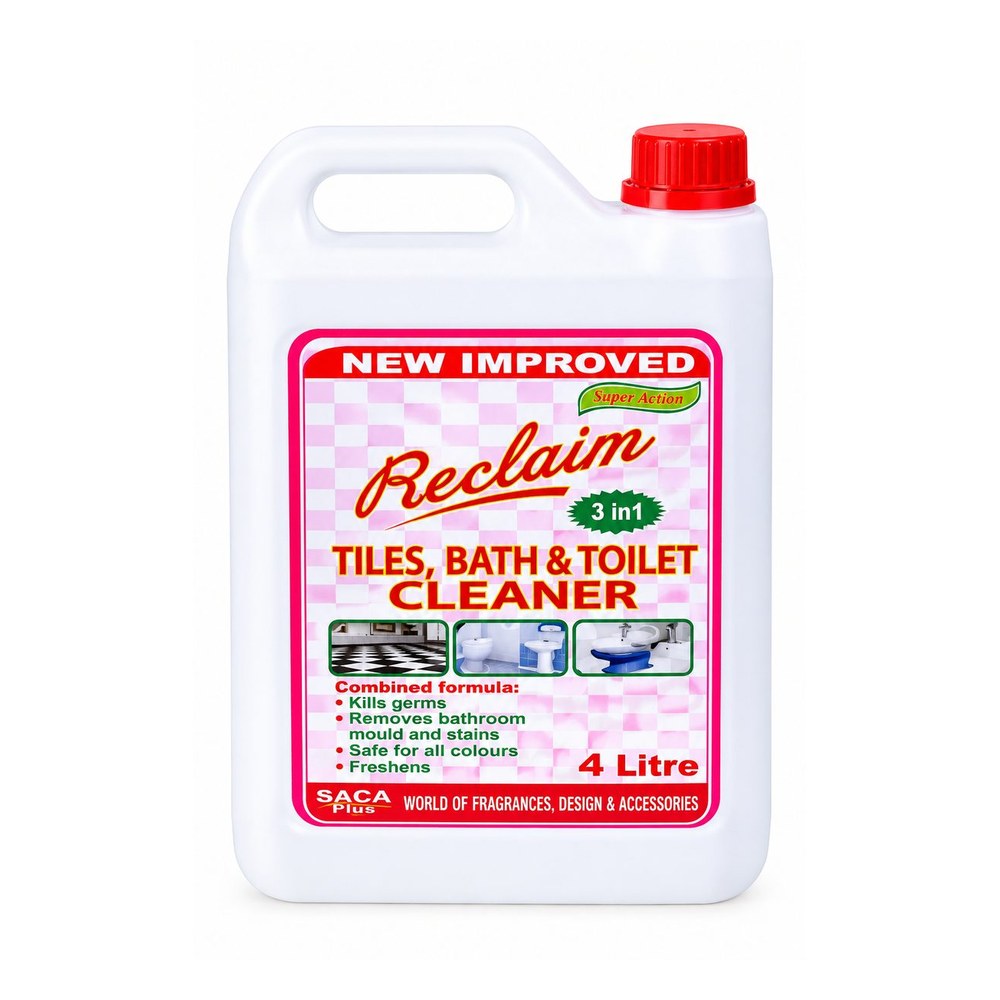 NEW IMPROVED
Super Action
Reclaim
3 in1
TILES, BATH & TOILET
CLEANER
Combined formula:
• Kills germs
• Removes bathroom
mould and stains
• Safe for all colours
• Freshens
4 Litre
SACA
Plus
WORLD OF FRAGRANCES, DESIGN & ACCESSORIES